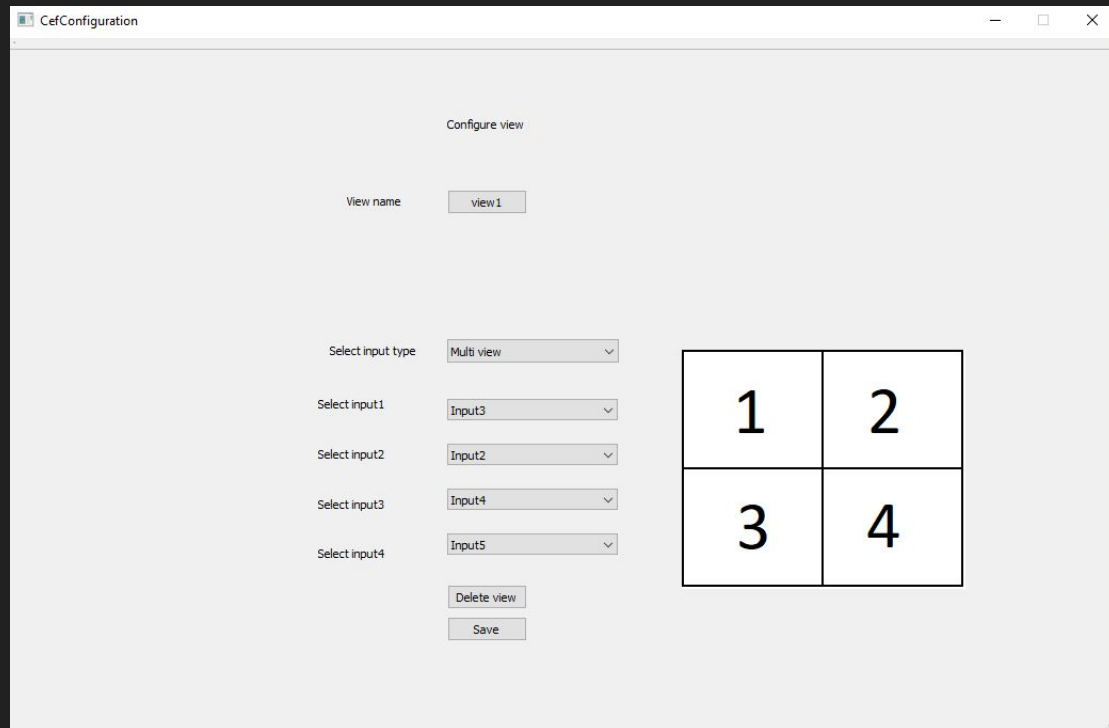 CefConfiguration
Configure view
View name view1
Select input type Multi view
Select input1 Input3
Select input2 Input2
Select input3 Input4
Select input4 Input5
1 2
3 4
Delete view
Save